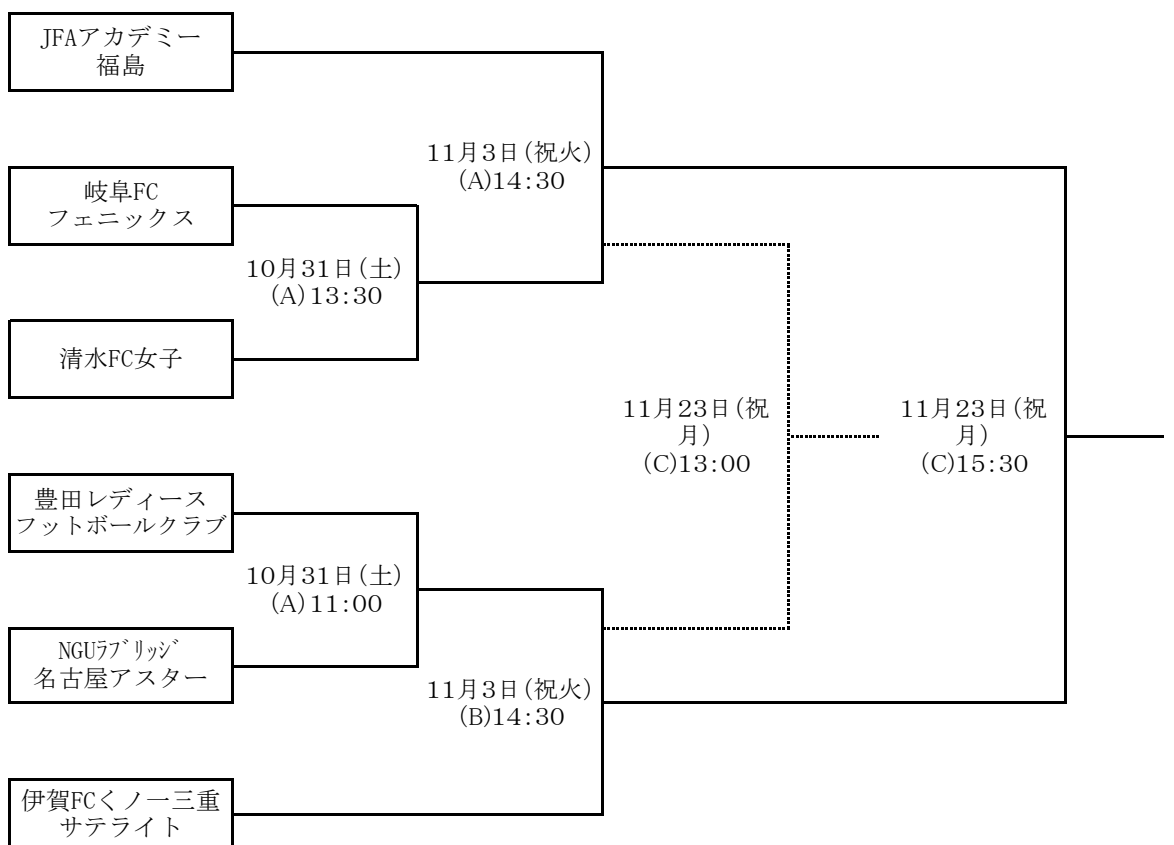 JFAアカデミー
福島
11月3日(祝火)
(A)14:30
岐阜FC
フェニックス
10月31日(土)
(A)13:30
清水FC女子
11月23日(祝
月)
(C)13:00
11月23日(祝
月)
(C)15:30
豊田レディース
フットボールクラブ
10月31日(土)
(A)11:00
NGUﾗﾌﾞﾘｯｼﾞ
名古屋アスター
11月3日(祝火)
(B)14:30
伊賀FCくノ一三重
サテライト